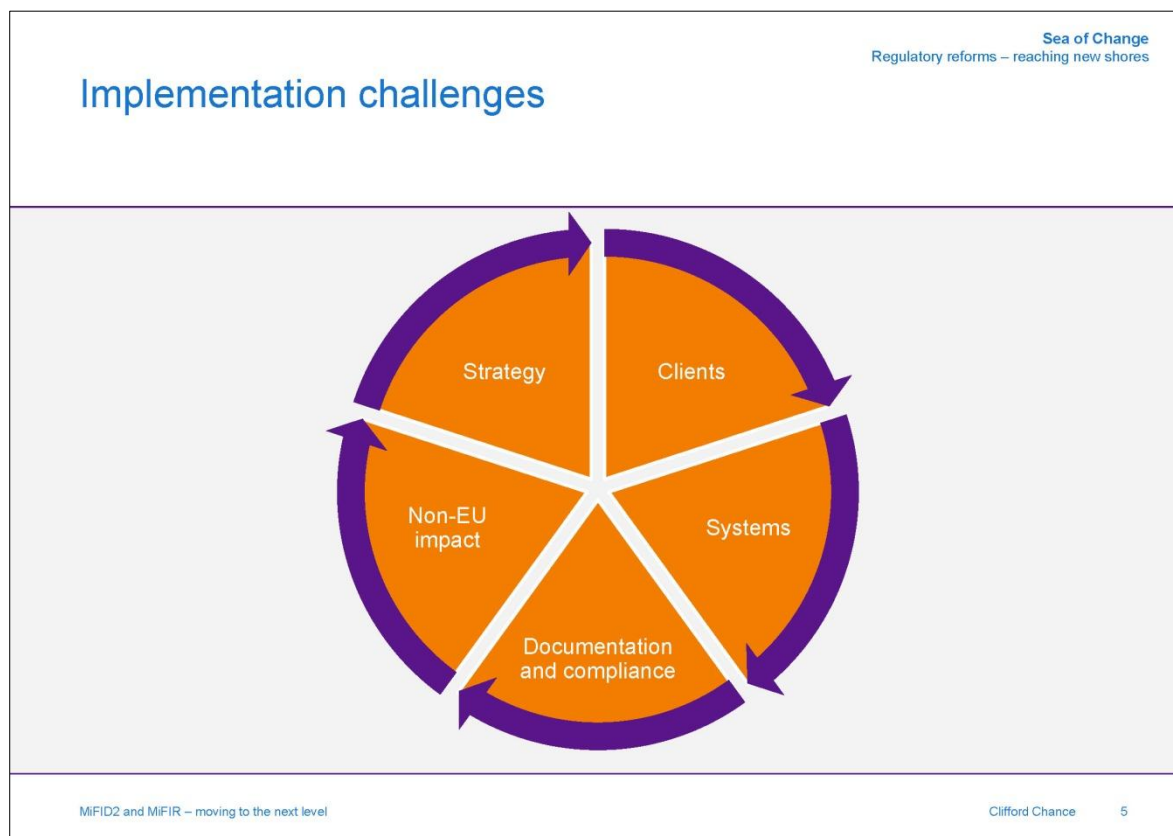 Sea of Change
Regulatory reforms – reaching new shores
Implementation challenges
Strategy
Clients
Non-EU
impact
Systems
Documentation
and compliance
MiFID2 and MiFIR – moving to the next level
Clifford Chance
5